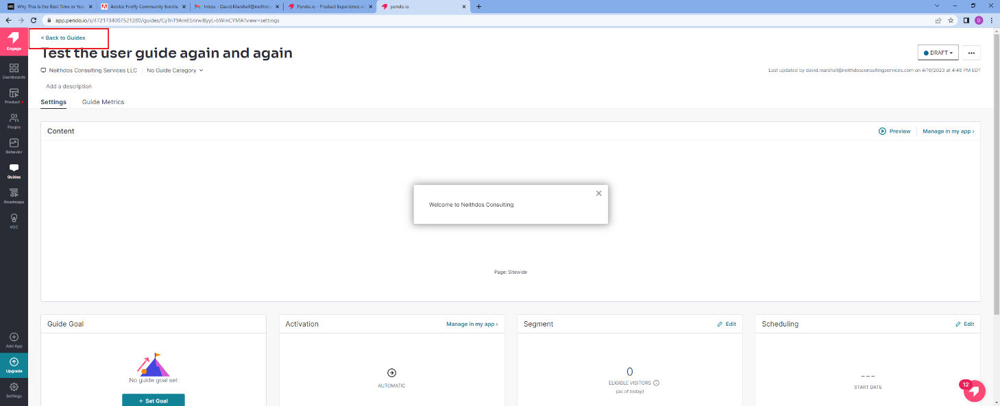 Why This Is the Best Time in Year
Adobe Firefly Community Events
Inbox - David.Marshall@neithdos
Pendo.io - Product Experience an
pendo.io
app.pendo.io/s/4721734007521280/guides/CyTnT9AmESnrwiByyL-bWinCYMA?view=settings
D
Engage
< Back to Guides
Test the user guide again and again
DRAFT
Neithdos Consulting Services LLC
No Guide Category
Last updated by david.marshall@neithdosconsultingservices.com on 4/10/2023 at 4:46 PM EDT
Add a description
Settings
Guide Metrics
Dashboards
Product
People
Behavior
Guides
Roadmaps
VOC
Add App
Upgrade
Settings
Content
Preview
Manage in my app ›
Welcome to Neithdos Consulting
Page: Sitewide
Guide Goal
No guide goal set
+ Set Goal
Activation
Manage in my app ›
AUTOMATIC
Segment
Edit
0
ELIGIBLE VISITORS
(as of today)
Scheduling
Edit
---
START DATE
12